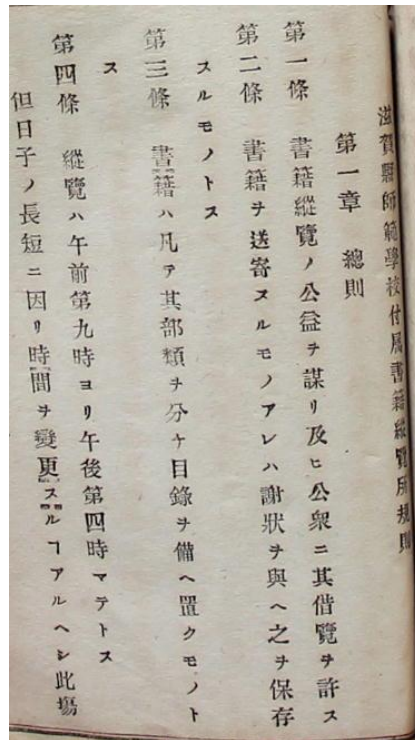 滋賀縣師範學校付属書籍縱覽所規則
第一章　總則
第一條　書籍縱覽ノ公益ヲ謀リ及ヒ公衆ニ其借覽ヲ許ス
第二條　書籍ヲ送寄スルモノアレハ謝狀ヲ與ヘ之ヲ保存
スルモノトス
第三條　書籍ハ凡テ其部類ヲ分ケ目錄ヲ備ヘ置クモノト
ス
第四條　縱覽ハ午前第九時ヨリ午後第四時マテトス
但日子ノ長短ニ因リ時間ヲ變更スルヿアルヘシ此塲